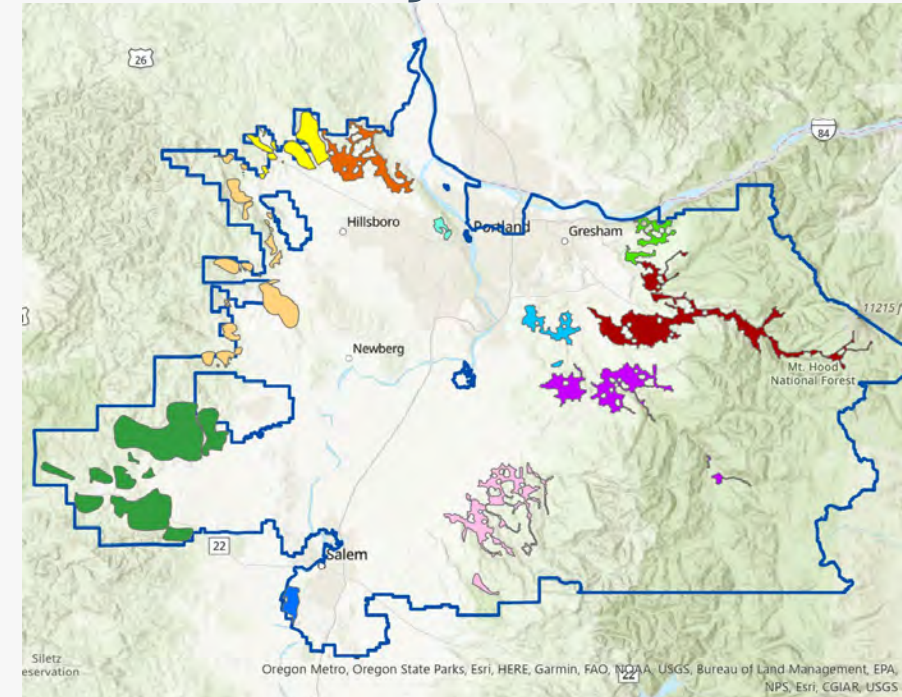 26
84
Hillsboro
Portland
Gresham
11215 f
Newberg
Mt. Hood
National Forest
22
Salem
Siletz
eservation
Oregon Metro, Oregon State Parks, Esri, HERE, Garmin, FAO, NOAA, USGS, Bureau of Land Management, EPA,
22
NPS, Esri, CGIAR, USGS